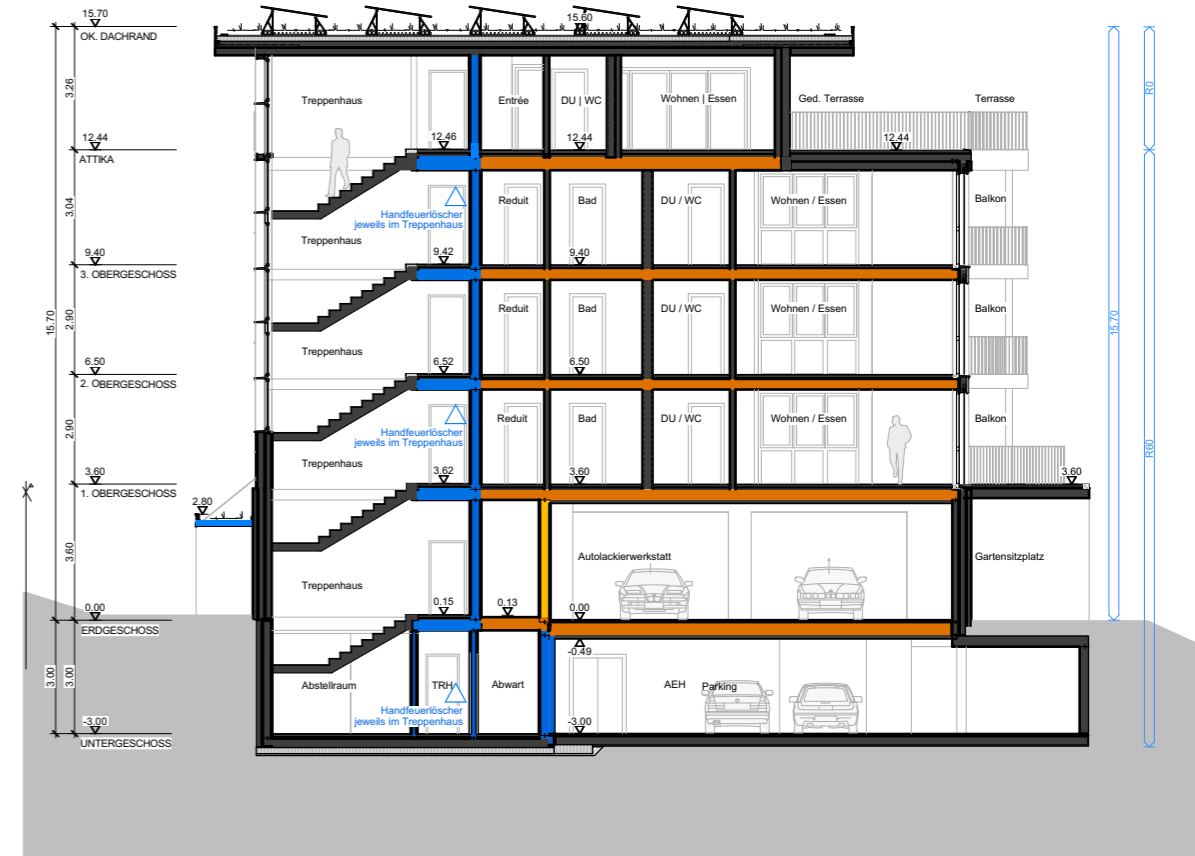 15.70
OK. DACHRAND
15.60
3.26
Treppenhaus
Entrée
DU | WC
Wohnen | Essen
Ged. Terrasse
Terrasse
R0
12.44
ATTIKA
12.46
12.44
12.44
3.04
Handfeuerlöscher
jeweils im Treppenhaus
Reduit
Bad
DU / WC
Wohnen / Essen
Balkon
Treppenhaus
9.40
3. OBERGESCHOSS
9.42
9.40
15.70
2.90
Treppenhaus
Reduit
Bad
DU / WC
Wohnen / Essen
Balkon
15.70
6.50
2. OBERGESCHOSS
6.52
6.50
2.90
Handfeuerlöscher
jeweils im Treppenhaus
Reduit
Bad
DU / WC
Wohnen / Essen
Balkon
R60
Treppenhaus
3.60
1. OBERGESCHOSS
3.62
3.60
3.60
2.80
3.60
Treppenhaus
Autolackierwerkstatt
Gartensitzplatz
0.00
ERDGESCHOSS
0.15
0.13
0.00
-0.49
3.00
3.00
Abstellraum
TRH
Abwart
AEH
Parking
Handfeuerlöscher
jeweils im Treppenhaus
-3.00
UNTERGESCHOSS
-3.00